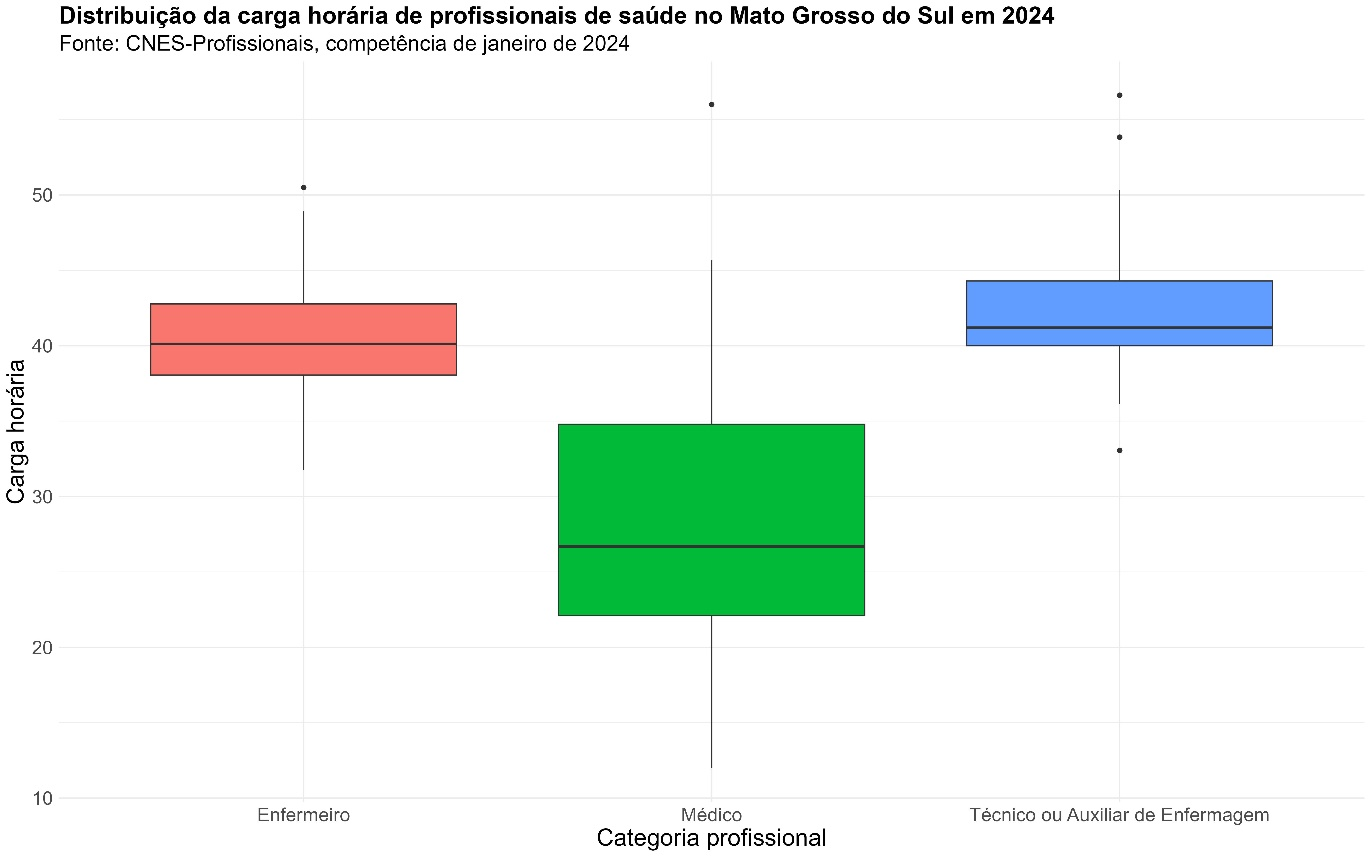 Distribuição da carga horária de profissionais de saúde no Mato Grosso do Sul em 2024
Fonte: CNES-Profissionais, competência de janeiro de 2024
Carga horária
50
40
30
20
10
Enfermeiro
Médico
Técnico ou Auxiliar de Enfermagem
Categoria profissional